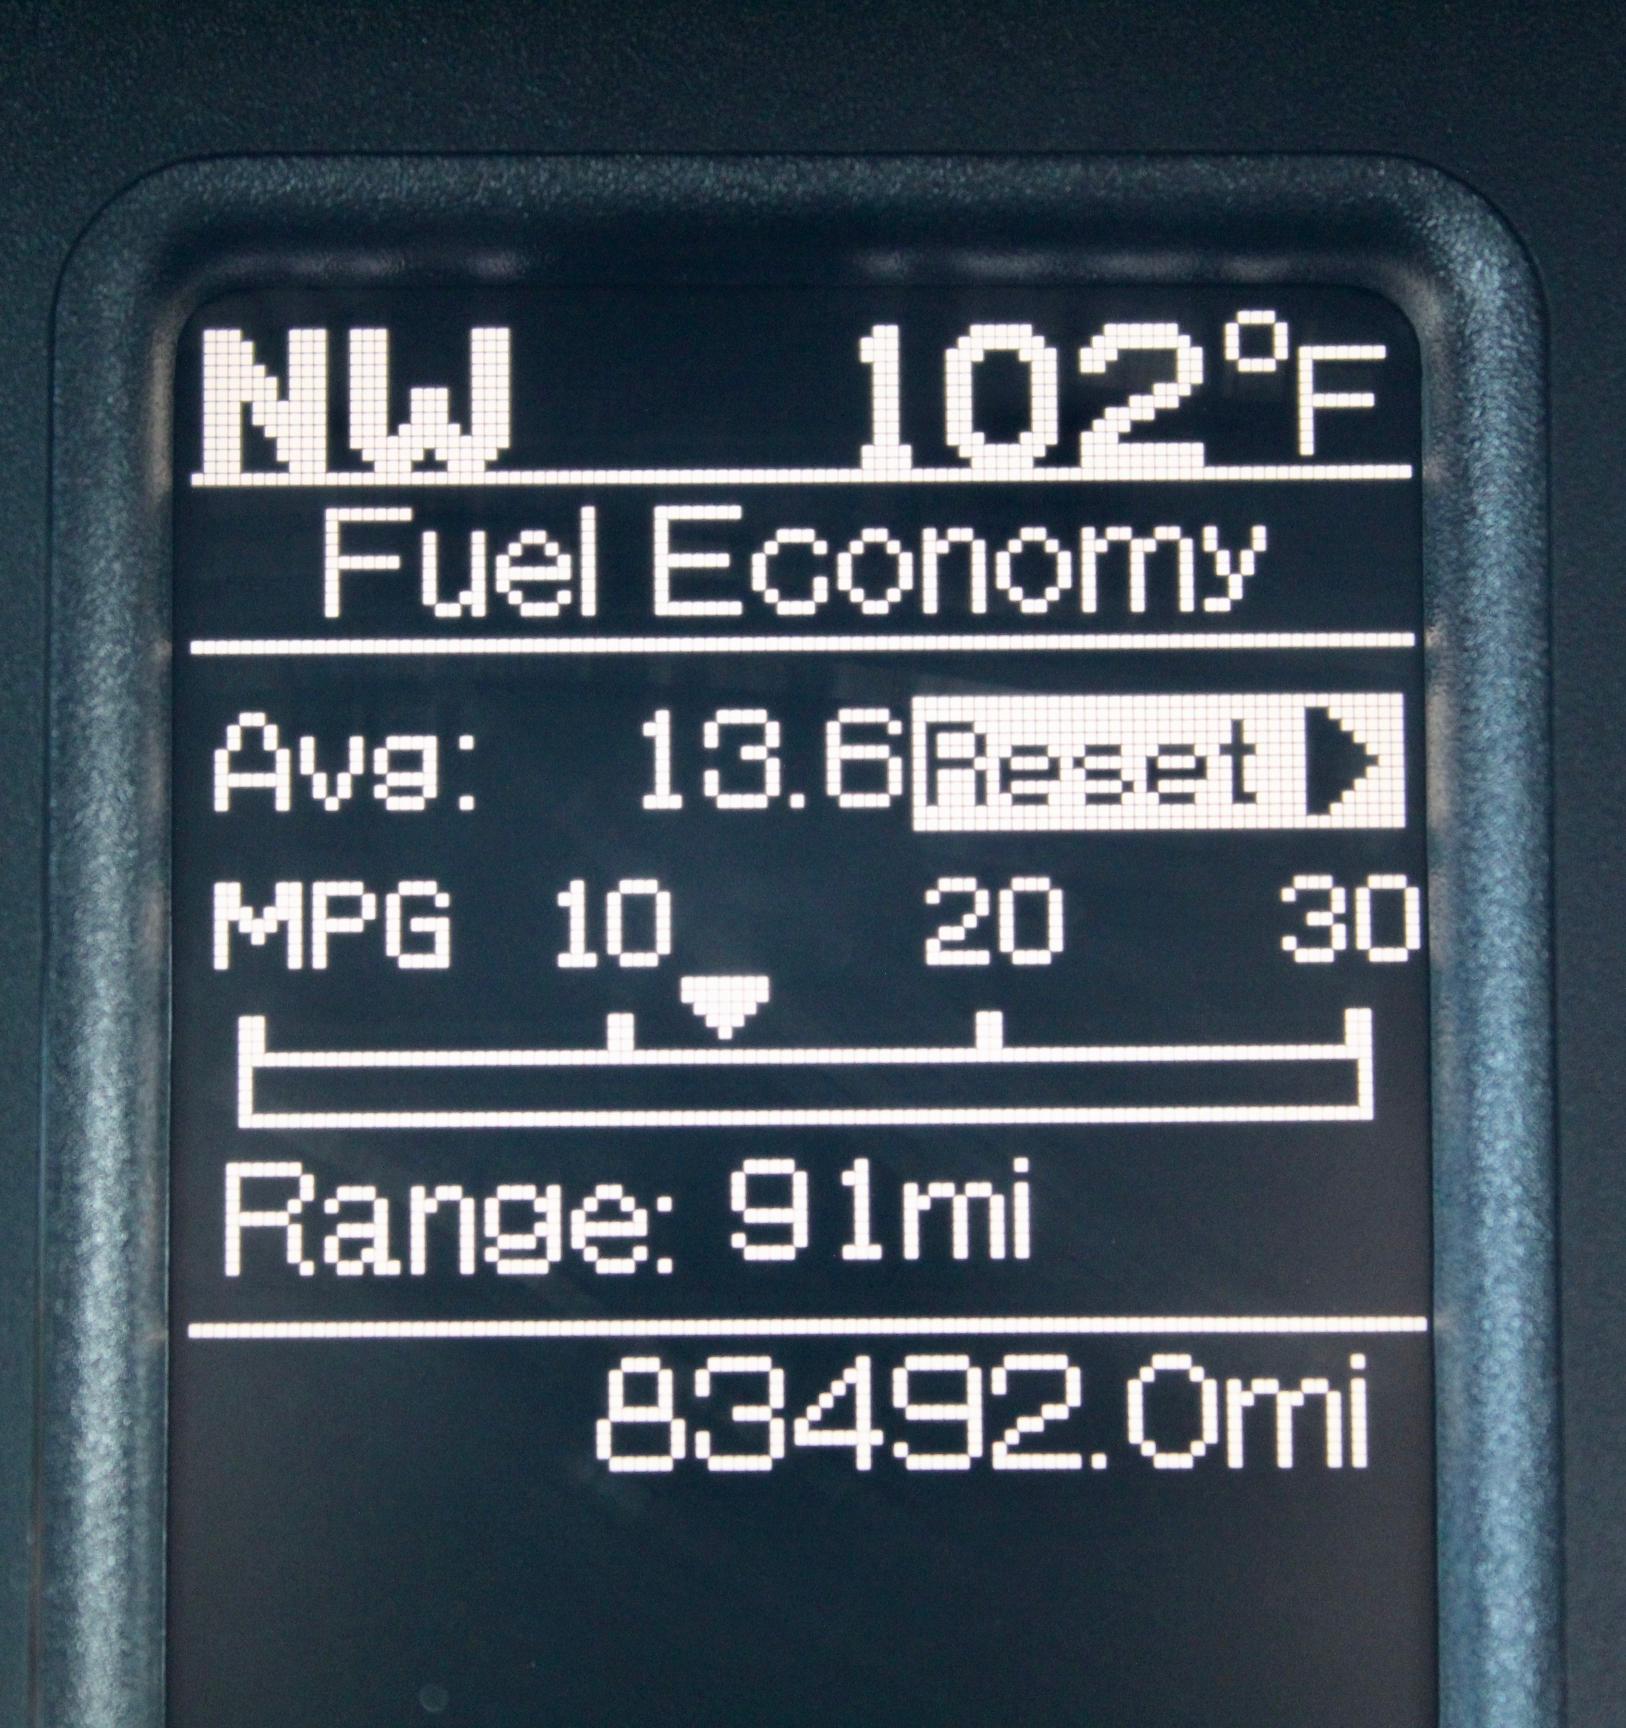 NW 102°F
Fuel Economy
Avg: 13.6 Reset
MPG 10 20 30
Range: 91mi
83492.0mi